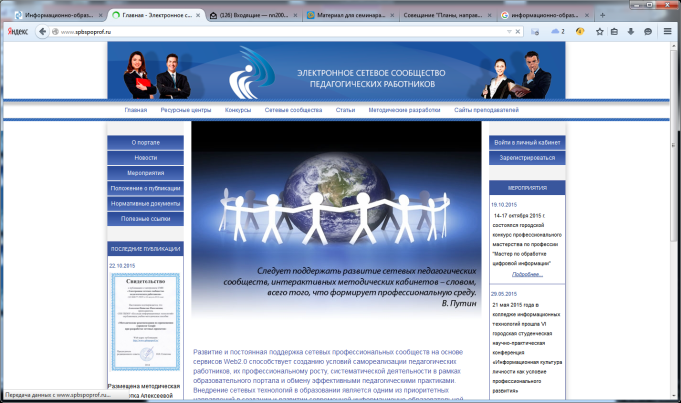 Информационно-образ...
Главная - Электронное с...
(126) Входящие — nn200...
Материал для семинара...
Совещение "Планы, направ...
информационно-образ...
Яндекс
www.spbspoprof.ru
2
ЭЛЕКТРОННОЕ СЕТЕВОЕ СООБЩЕСТВО
ПЕДАГОГИЧЕСКИХ РАБОТНИКОВ
Главная Ресурсные центры Конкурсы Сетевые сообщества Статьи Методические разработки Сайты преподавателей
О портале
Новости
Мероприятия
Положение о публикации
Нормативные документы
Полезные ссылки
ПОСЛЕДНИЕ ПУБЛИКАЦИИ
22.10.2015
Свидетельство
Размещена методическая
Передача данных с www.spbspoprof.ru...
Алексеевой
Следует поддержать развитие сетевых педагогических
сообществ, интерактивных методических кабинетов – словом,
всего того, что формирует профессиональную среду.
В. Путин
Развитие и постоянная поддержка сетевых профессиональных сообществ на основе
сервисов Web2.0 способствует созданию условий самореализации педагогических
работников, их профессиональному росту, систематической деятельности в рамках
образовательного портала и обмену эффективными педагогическими практиками.
Внедрение сетевых технологий в образовании является одним из приоритетных
Войти в личный кабинет
Зарегистрироваться
МЕРОПРИЯТИЯ
19.10.2015
14-17 октября 2015 г.
состоялся городской
конкурс профессионального
мастерства по профессии
"Мастер по обработке
цифровой информации"
Подробнее...
29.05.2015
21 мая 2015 года в
колледже информационных
технологий прошла VI
городская студенческая
научно-практическая
конференция
«Информационная культура
личности как условие